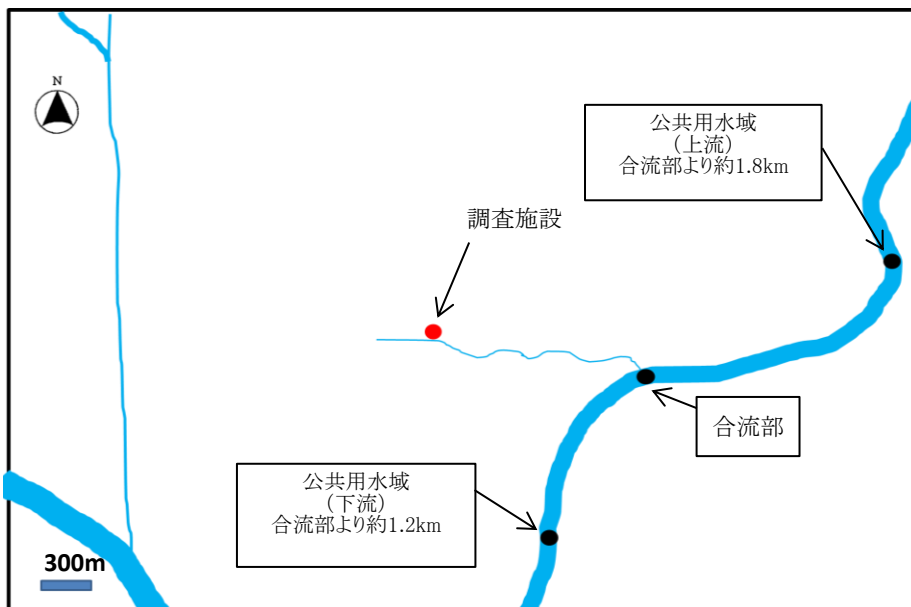 N
公共用水域
(上流)
合流部より約1.8km
調査施設
合流部
公共用水域
(下流)
合流部より約1.2km
300m